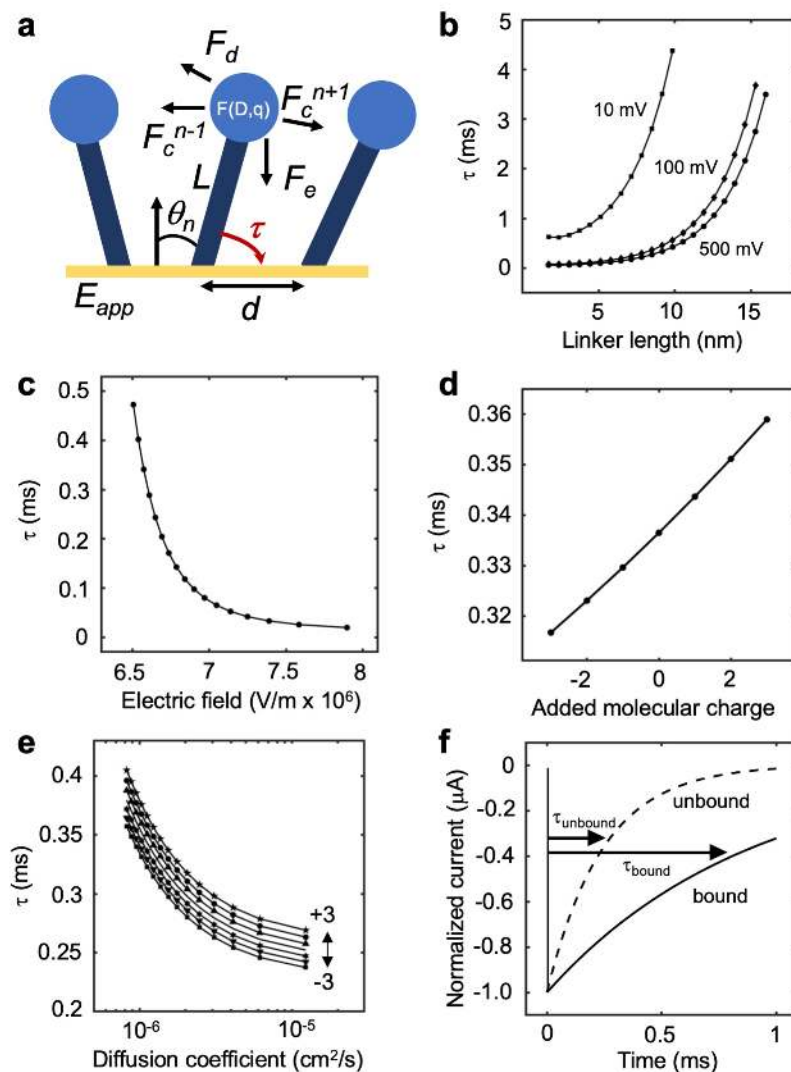 a
F_d
F(D,q)
F_c^{n+1}
F_c^{n-1}
L
F_e
θ_n
τ
E_app
d
b
5
4
3
2
1
0
τ (ms)
10 mV
100 mV
500 mV
5 10 15
Linker length (nm)
c
0.5
0.4
0.3
0.2
0.1
0
τ (ms)
6.5 7 7.5 8
Electric field (V/m x 10⁶)
d
0.36
0.35
0.34
0.33
0.32
τ (ms)
-2 0 2
Added molecular charge
e
0.4
0.35
0.3
0.25
0.2
τ (ms)
+3
-3
10⁻⁶ 10⁻⁵
Diffusion coefficient (cm²/s)
f
0
-0.2
-0.4
-0.6
-0.8
-1.0
Normalized current (μA)
unbound
τ_unbound
τ_bound
bound
0 0.5 1
Time (ms)